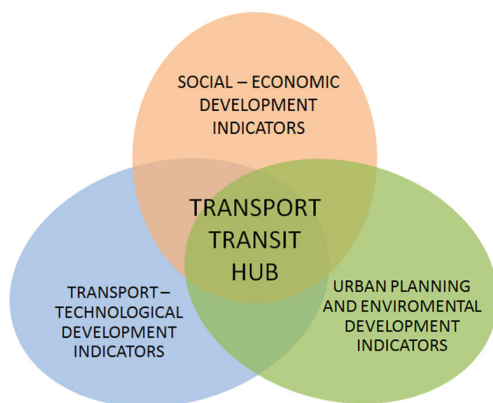 SOCIAL – ECONOMIC
DEVELOPMENT
INDICATORS
TRANSPORT
TRANSIT
HUB
TRANSPORT –
TECHNOLOGICAL
DEVELOPMENT
INDICATORS
URBAN PLANNING
AND ENVIROMENTAL
DEVELOPMENT
INDICATORS